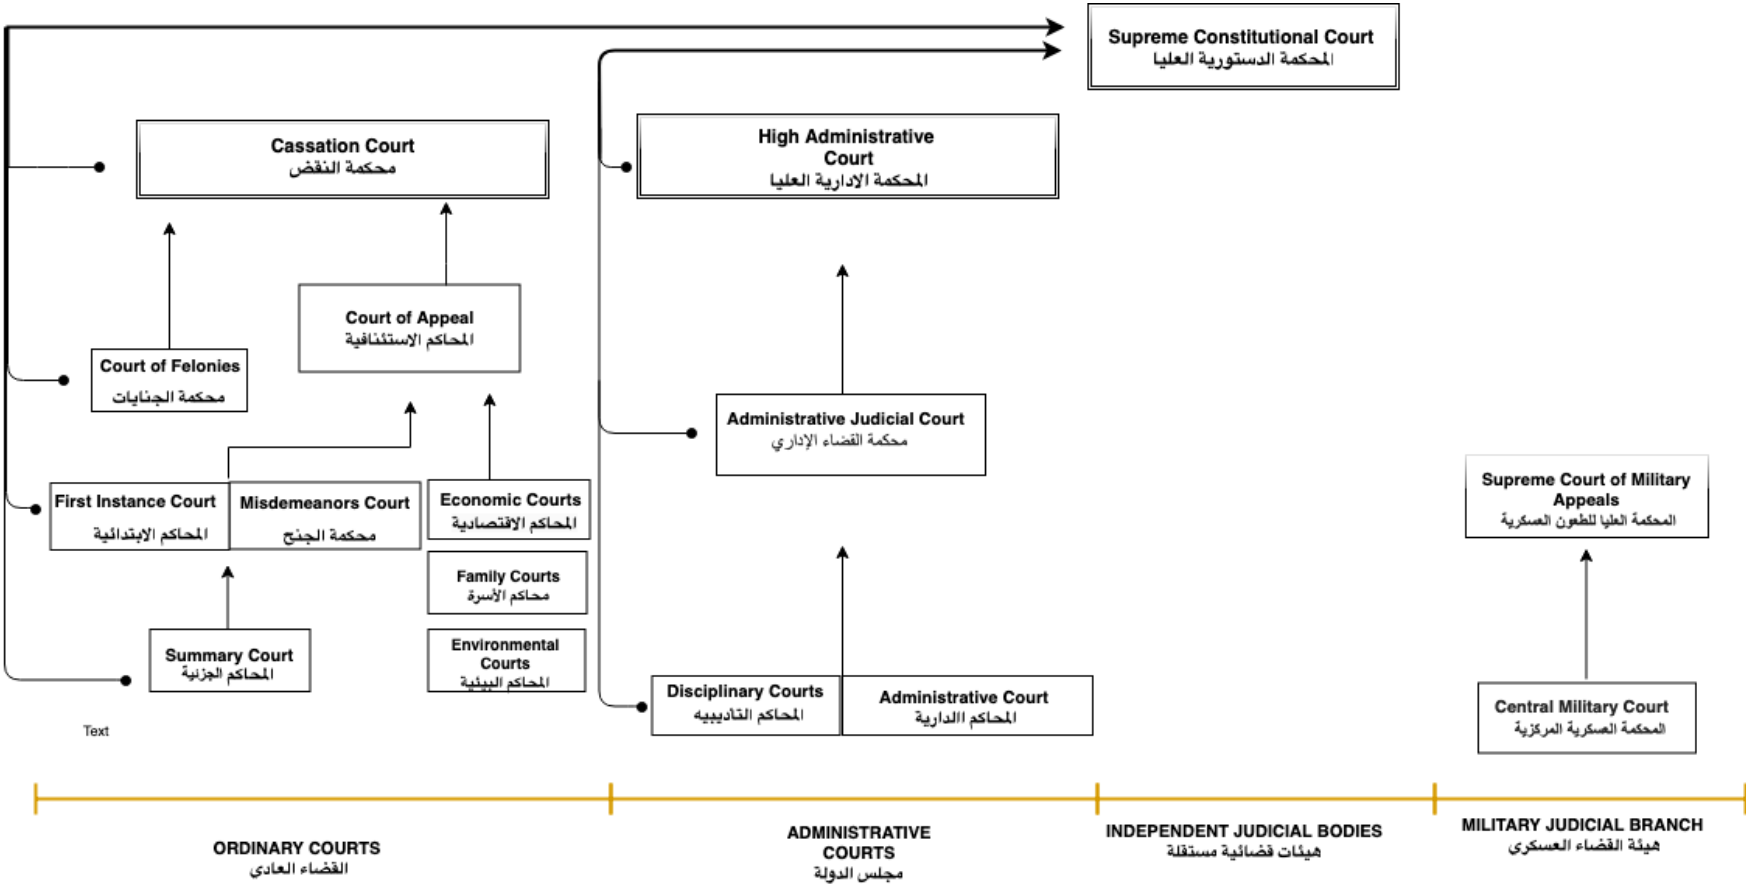 Supreme Constitutional Court
المحكمة الدستورية العليا
Cassation Court
محكمة النقض
High Administrative
Court
المحكمة الادارية العليا
Court of Appeal
المحاكم الاستئنافية
Court of Felonies
محكمة الجنايات
Administrative Judicial Court
محكمة القضاء الإداري
First Instance Court
المحاكم الابتدائية
Misdemeanors Court
محكمة الجنح
Economic Courts
المحاكم الاقتصادية
Supreme Court of Military
Appeals
المحكمة العليا للطعون العسكرية
Family Courts
محاكم الأسرة
Summary Court
المحاكم الجزئية
Environmental
Courts
المحاكم البيئية
Disciplinary Courts
المحاكم التأديبيه
Administrative Court
المحاكم االدارية
Central Military Court
المحكمة العسكرية المركزية
Text
ORDINARY COURTS
القضاء العادي
ADMINISTRATIVE
COURTS
مجلس الدولة
INDEPENDENT JUDICIAL BODIES
هيئات قضائية مستقلة
MILITARY JUDICIAL BRANCH
هيئة القضاء العسكري